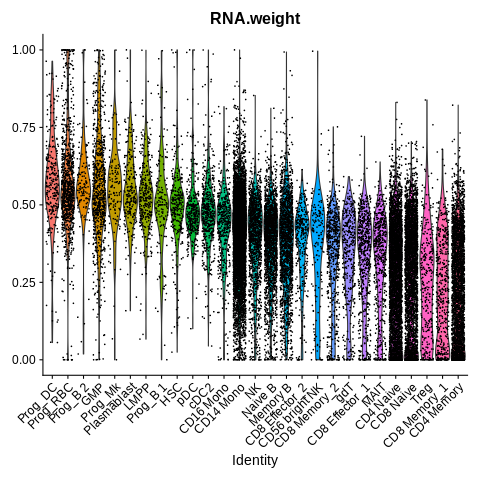 RNA.weight
1.00
0.75
0.50
0.25
0.00
Prog_DC
Prog_RBC
Prog_B 2
GMP
Prog_Mk
Plasmablast
LMPP
Prog_B 1
HSC
pDC
cDC2
CD16 Mono
CD14 Mono
NK
Naive B
Memory B
CD8 Effector_2
CD56 bright NK
CD8 Memory_2
gdT
CD8 Effector_1
MAIT
CD4 Naive
CD8 Naive
Treg
CD8 Memory_1
CD4 Memory
Identity